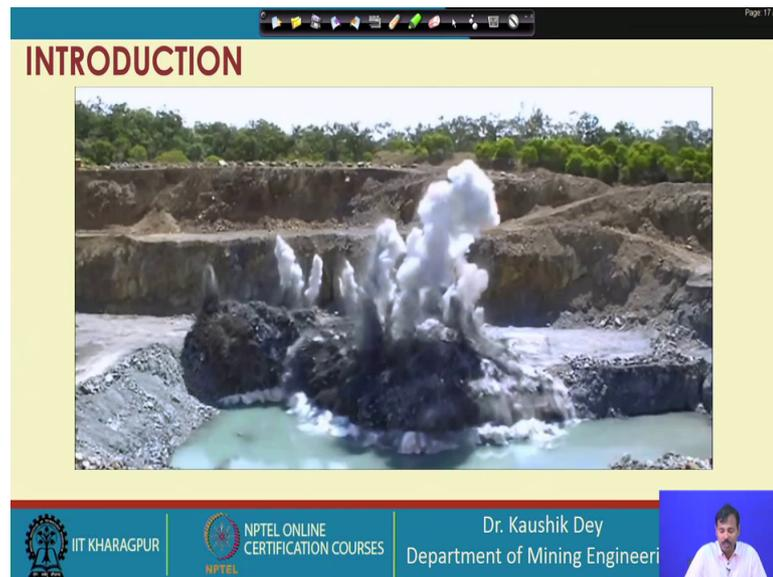 Page: 17
INTRODUCTION
IIT KHARAGPUR
NPTEL
NPTEL ONLINE
CERTIFICATION COURSES
Dr. Kaushik Dey
Department of Mining Engineeri